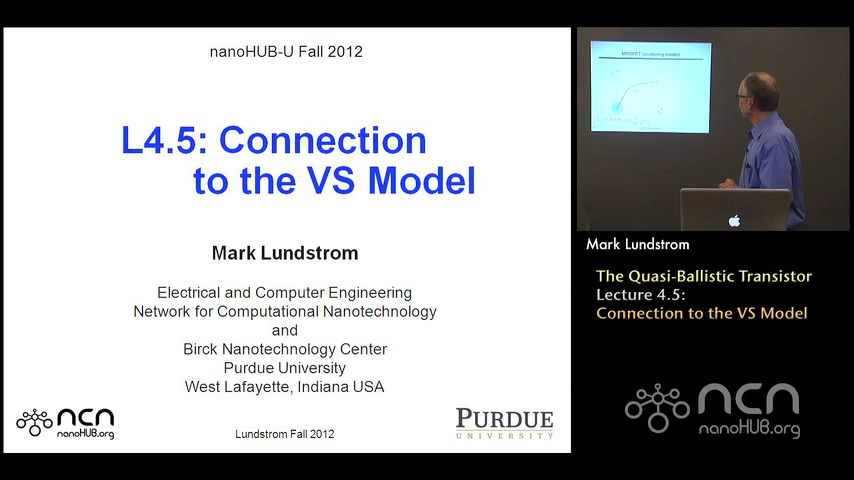 nanoHUB-U Fall 2012
L4.5: Connection
to the VS Model
Mark Lundstrom
Electrical and Computer Engineering
Network for Computational Nanotechnology
and
Birck Nanotechnology Center
Purdue University
West Lafayette, Indiana USA
ncn
nanoHUB.org
Lundstrom Fall 2012
PURDUE
UNIVERSITY
MOSFET (scattering model)
Mark Lundstrom
The Quasi-Ballistic Transistor
Lecture 4.5:
Connection to the VS Model
ncn
nanoHUB.org